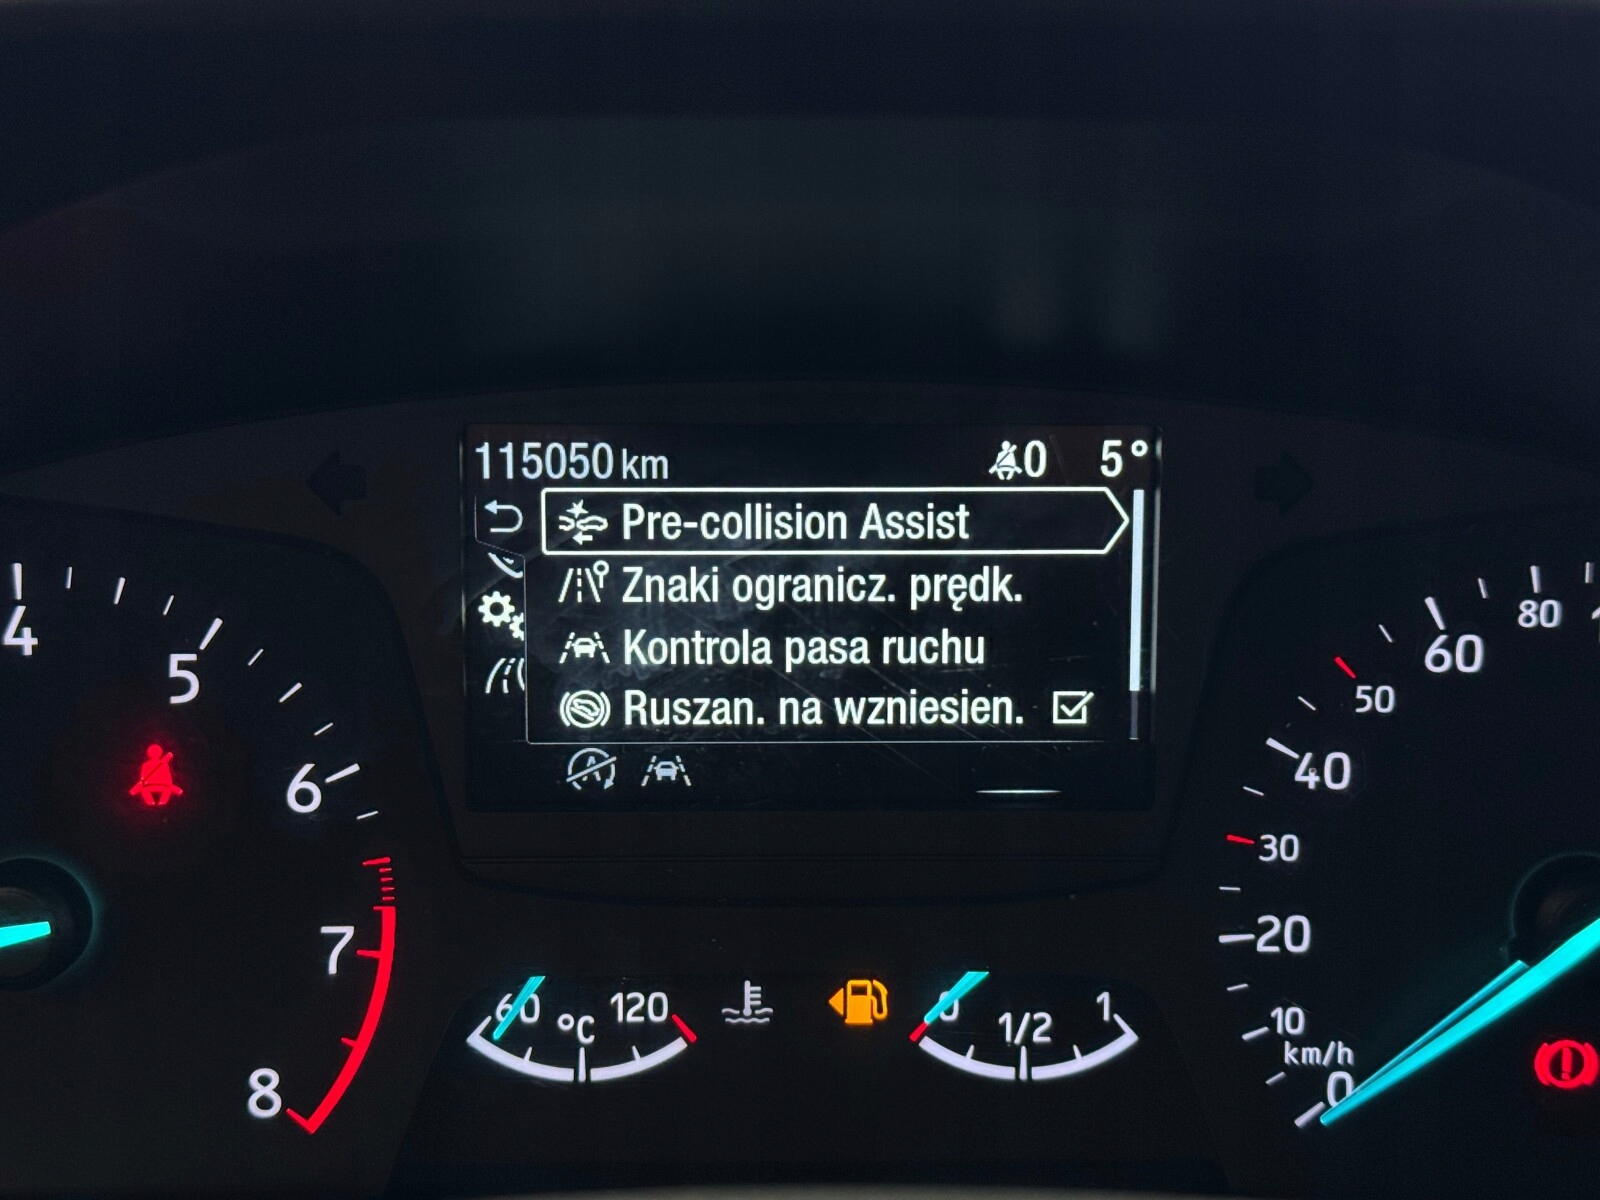 115050 km 0 5°
Pre-collision Assist
Znaki ogranicz. prędk.
Kontrola pasa ruchu
Ruszan. na wzniesien.
A
4
5
6
7
8
60 °C 120
0 1/2 1
80
60
50
40
30
20
10
km/h
0